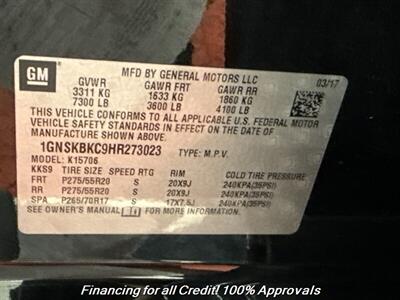 GM
MFD BY GENERAL MOTORS LLC
03/17
GVWR GAWR FRT GAWR RR
3311 KG 1633 KG 1860 KG
7300 LB 3600 LB 4100 LB
THIS VEHICLE CONFORMS TO ALL APPLICABLE U.S. FEDERAL MOTOR
VEHICLE SAFETY, BUMPER, AND THEFT PREVENTION STANDARDS IN EFFECT ON THE DATE OF
MANUFACTURE SHOWN ABOVE.
1GNSKBKC9HR273023 TYPE: M.P.V.
MODEL: K15706
KKS9 TIRE SIZE SPEED RTG RIM COLD TIRE PRESSURE
FRT P275/55R20 S 20X9J 240KPA(35PSI)
RR P275/55R20 S 20X9J 240KPA(35PSI)
SPA P265/70R17 S 17X7.5J 240KPA(35PSI)
SEE OWNER'S MANUAL FOR MORE INFORMATION.
Financing for all Credit! 100% Approvals